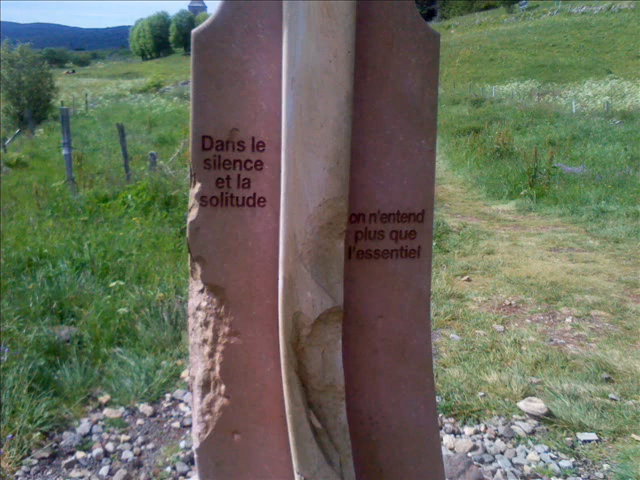 Dans le
silence
et la
solitude
on n'entend
plus que
l'essentiel